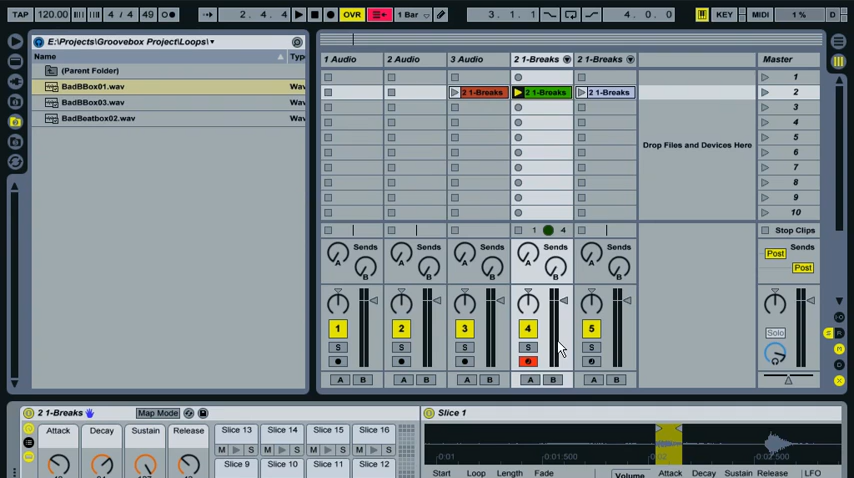 TAP 120.00 4 / 4 49 2. 4. 4 OVR 1 Bar 3. 1. 1 4. 0. 0 KEY MIDI 1 % D
E:\Projects\Groovebox Project\Loops\
Name Type
(Parent Folder)
BadBBox01.wav Wav
BadBBox03.wav Wav
BadBeatbox02.wav Wav
1 Audio 2 Audio 3 Audio 2 1-Breaks 2 1-Breaks Master
1
2 1-Breaks 2 1-Breaks 2 1-Breaks 2
3
4
5
Drop Files and Devices Here
6
7
8
9
10
1 4 Stop Clips
Sends Sends Sends Sends Sends Sends
A A A A A Post
B B B B B Post
1 2 3 4 5
S S S S S Solo
A B A B A B A B A B
S R M D X
2 1-Breaks Map Mode Slice 1
Attack Decay Sustain Release Slice 13 Slice 14 Slice 15 Slice 16
M S M S M S M S
0:01 0:01:500 0:02 0:02:500
Slice 9 Slice 10 Slice 11 Slice 12
Start Loop Length Fade Volume Attack Decay Sustain Release LFO